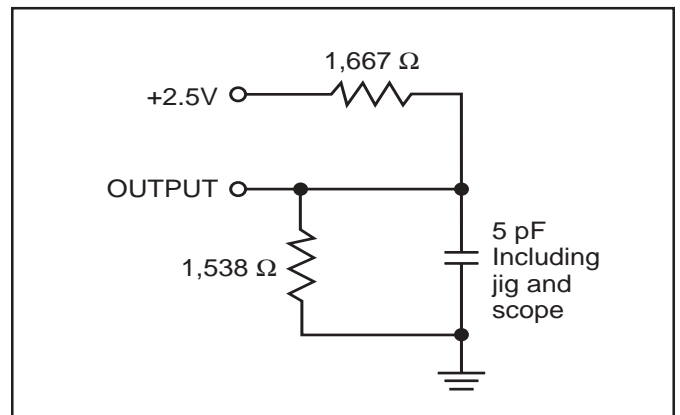 1,667 Ω
+2.5V
OUTPUT
1,538 Ω
5 pF
Including
jig and
scope